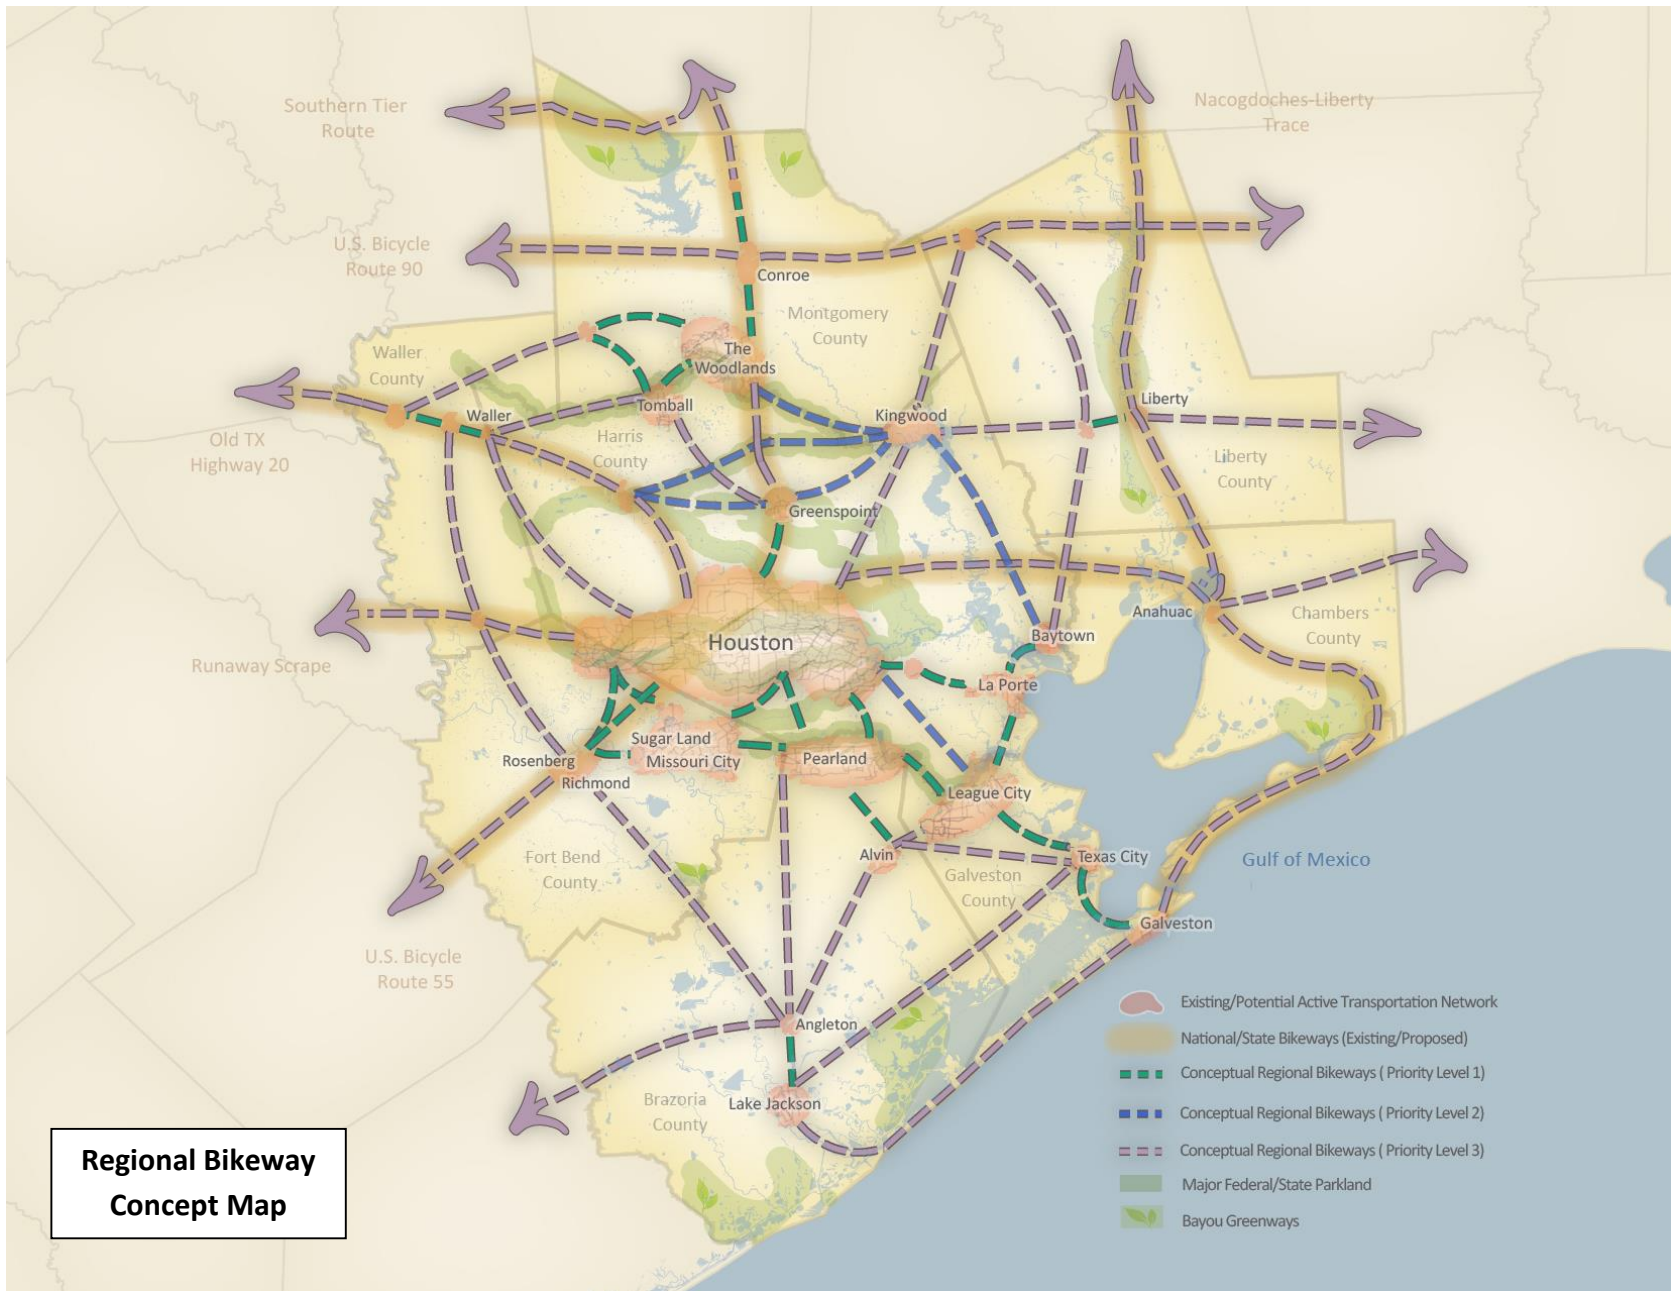 Southern Tier
Route
Nacogdoches-Liberty
Trace
U.S. Bicycle
Route 90
Conroe
Montgomery
County
Waller
County
The
Woodlands
Waller
Tomball
Kingwood
Liberty
Old TX
Highway 20
Harris
County
Liberty
County
Greenspoint
Anahuac
Chambers
County
Runaway Scrape
Houston
Baytown
La Porte
Sugar Land
Missouri City
Rosenberg
Richmond
Pearland
League City
Fort Bend
County
Alvin
Texas City
Gulf of Mexico
Galveston
County
Galveston
U.S. Bicycle
Route 55
Angleton
Brazoria
County
Lake Jackson
Existing/Potential Active Transportation Network
National/State Bikeways (Existing/Proposed)
Conceptual Regional Bikeways ( Priority Level 1)
Conceptual Regional Bikeways ( Priority Level 2)
Conceptual Regional Bikeways ( Priority Level 3)
Major Federal/State Parkland
Bayou Greenways
Regional Bikeway
Concept Map